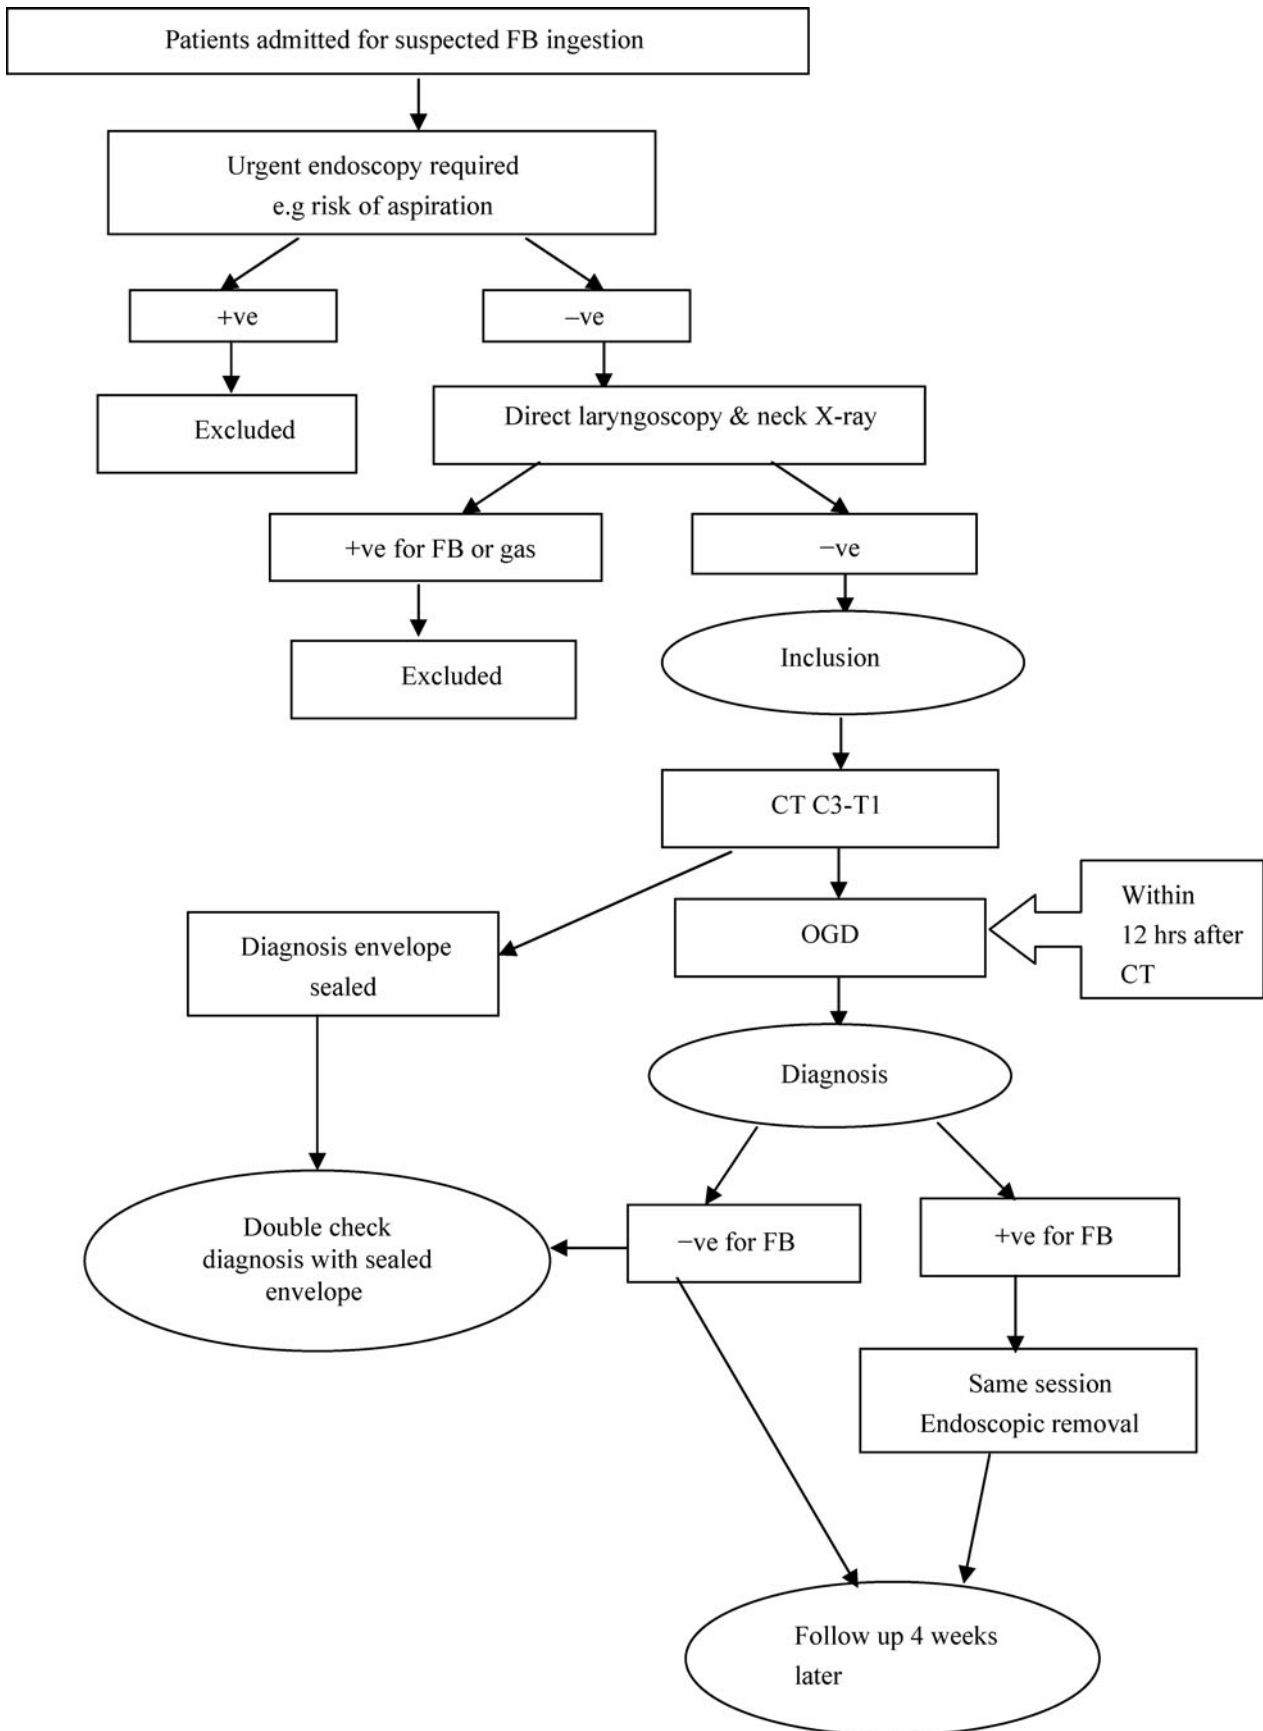 Patients admitted for suspected FB ingestion
Urgent endoscopy required
e.g risk of aspiration
+ve
–ve
Excluded
Direct laryngoscopy & neck X-ray
+ve for FB or gas
−ve
Excluded
Inclusion
CT C3-T1
Within
12 hrs after
CT
OGD
Diagnosis envelope
sealed
Diagnosis
Double check
diagnosis with sealed
envelope
−ve for FB
+ve for FB
Same session
Endoscopic removal
Follow up 4 weeks
later